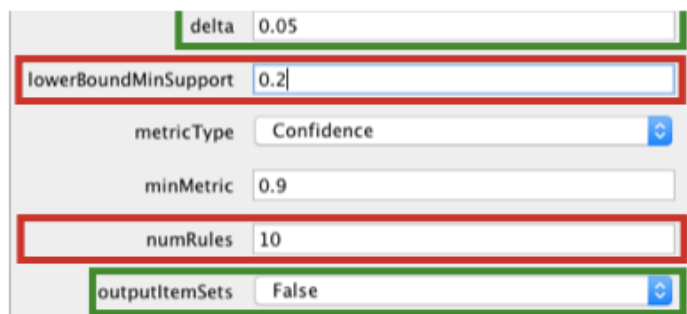 delta 0.05
lowerBoundMinSupport 0.2
metricType Confidence
minMetric 0.9
numRules 10
outputItemSets False